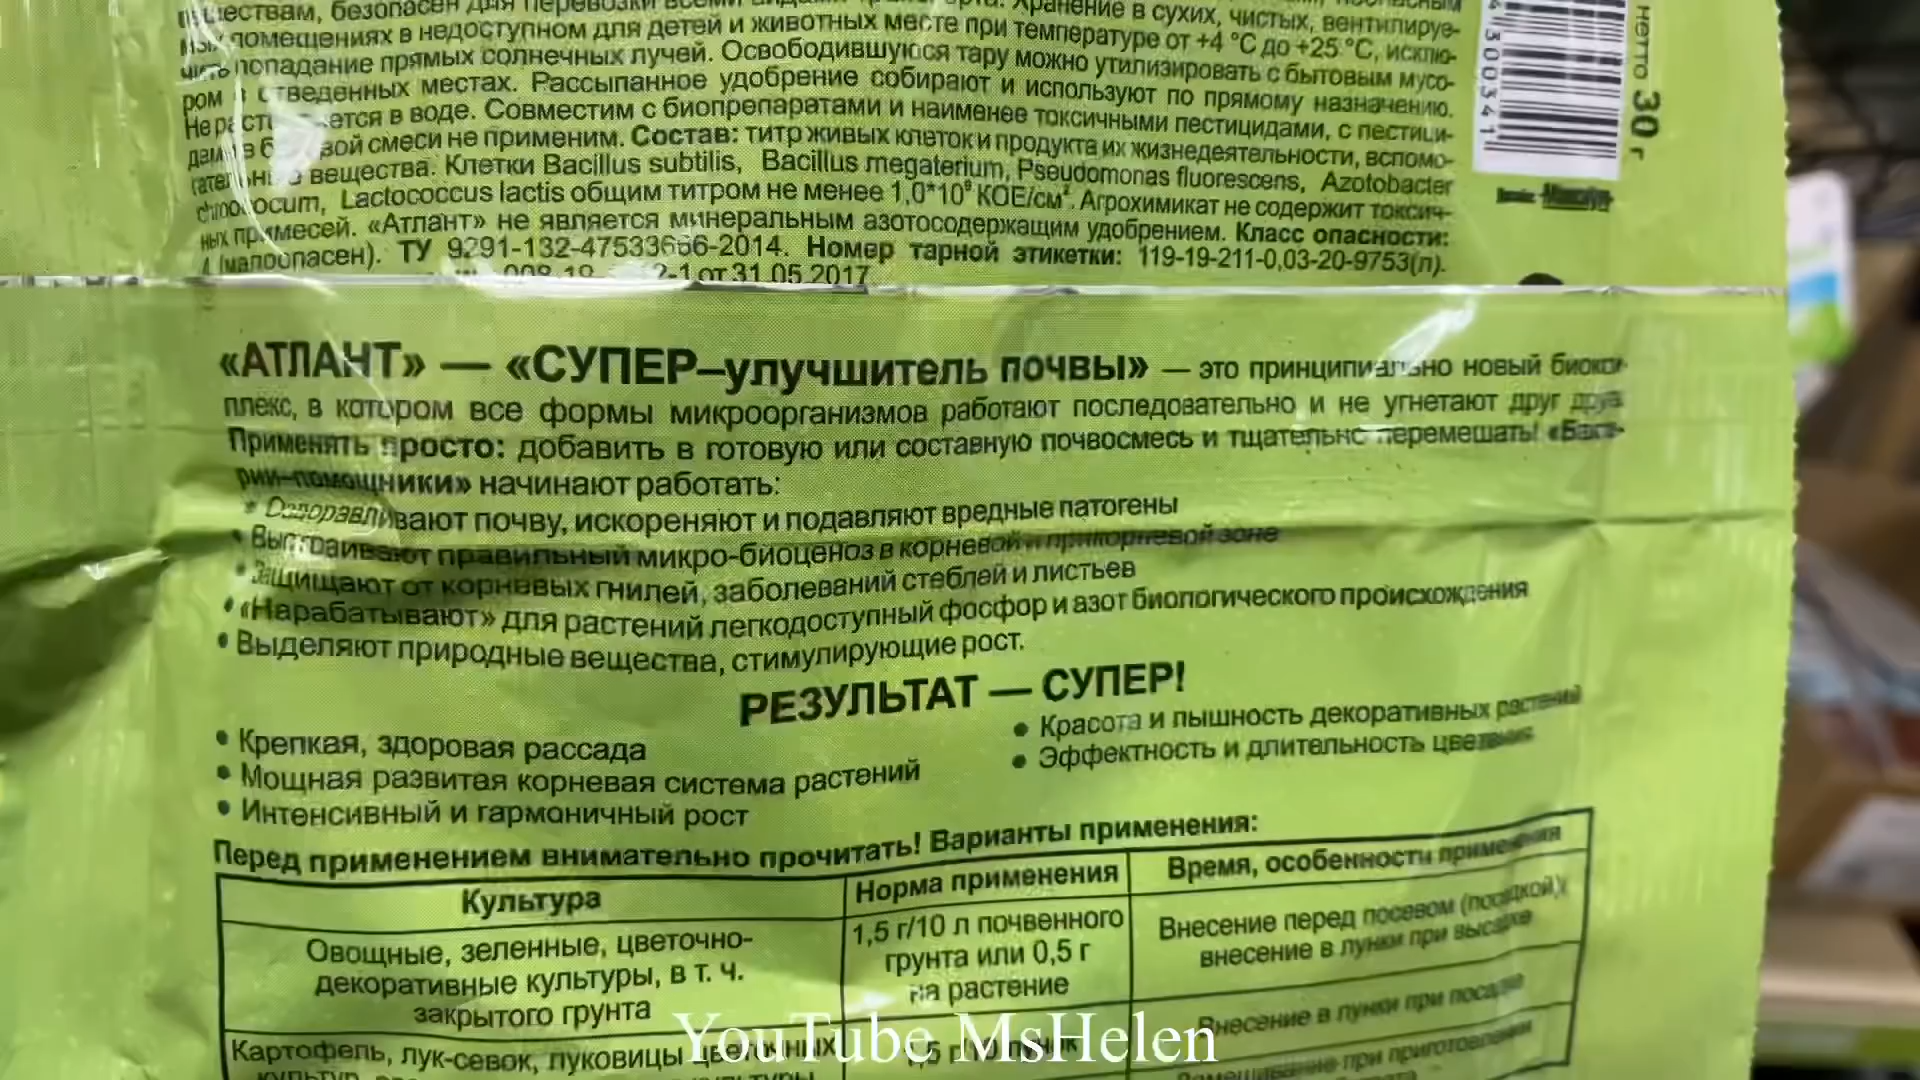 безопасен для перевозки всеми
помещениях в недоступном для детей и животных месте при температуре от +4 °С до +25 °С, исклю-
Хранение в сухих, чистых, вентилируе-
чить попадание прямых солнечных лучей. Освободившуюся тару можно утилизировать с бытовым мусо-
ром в отведенных местах. Рассыпанное удобрение собирают и используют по прямому назначению.
Не растворяется в воде. Совместим с биопрепаратами и наименее токсичными пестицидами, с пестици-
дами в баковой смеси не применим. Состав: титр живых клеток и продукта их жизнедеятельности, вспомо-
гательные вещества. Клетки Bacillus subtilis, Bacillus megaterium, Pseudomonas fluorescens, Azotobacter
Lactococcus lactis общим титром не менее КОЕ/см³. Агрохимикат не содержит токсич-
ных примесей. «Атлант» не является минеральным азотосодержащим удобрением. Класс опасности:
4 (малоопасен). ТУ 9291-132-47533666-2014. Номер тарной этикетки: 119-19-211-0,03-20-9753(л).
2-1 от 31.05.2017
нетто 30 г
«АТЛАНТ» — «СУПЕР–улучшитель почвы» — это принципиально новый биоком-
плекс, в котором все формы микроорганизмов работают последовательно и не угнетают друг друга.
Применять просто: добавить в готовую или составную почвосмесь и тщательно перемешать! «Бакте-
рии-помощники» начинают работать:
• Оздоравливают почву, искореняют и подавляют вредные патогены
• Выстраивают правильный микро-биоценоз в корневой и прикорневой зоне
• Защищают от корневых гнилей, заболеваний стеблей и листьев
• «Нарабатывают» для растений легкодоступный фосфор и азот биологического происхождения
• Выделяют природные вещества, стимулирующие рост.
РЕЗУЛЬТАТ — СУПЕР!
• Крепкая, здоровая рассада
• Мощная развитая корневая система растений
• Интенсивный и гармоничный рост
• Красота и пышность декоративных растений
• Эффектность и длительность цветения
Перед применением внимательно прочитать! Варианты применения:
Культура
Норма применения
Время, особенности применения
Овощные, зеленные, цветочно-
декоративные культуры, в т. ч.
закрытого грунта
1,5 г/10 л почвенного
грунта или 0,5 г
на растение
Внесение перед посевом (посадкой),
внесение в лунки при высадке
Картофель, лук-севок, луковицы цветочных
Внесение в лунки при посадке
YouTube MsHelen